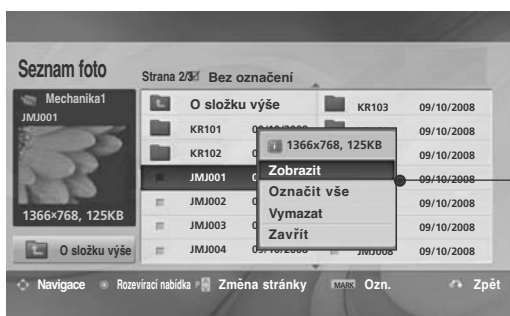 Seznam foto
Strana 2/3 Bez označení
Mechanika1
JMJ001
1366×768, 125KB
O složku výše
O složku výše
KR101
KR102
JMJ001
JMJ002
JMJ003
JMJ004
1366x768, 125KB
Zobrazit
Označit vše
Vymazat
Zavřít
KR103 09/10/2008
09/10/2008
09/10/2008
09/10/2008
09/10/2008
09/10/2008
JMJ008 09/10/2008
Navigace Rozevírací nabídka P Změna stránky MARK Ozn. Zpět